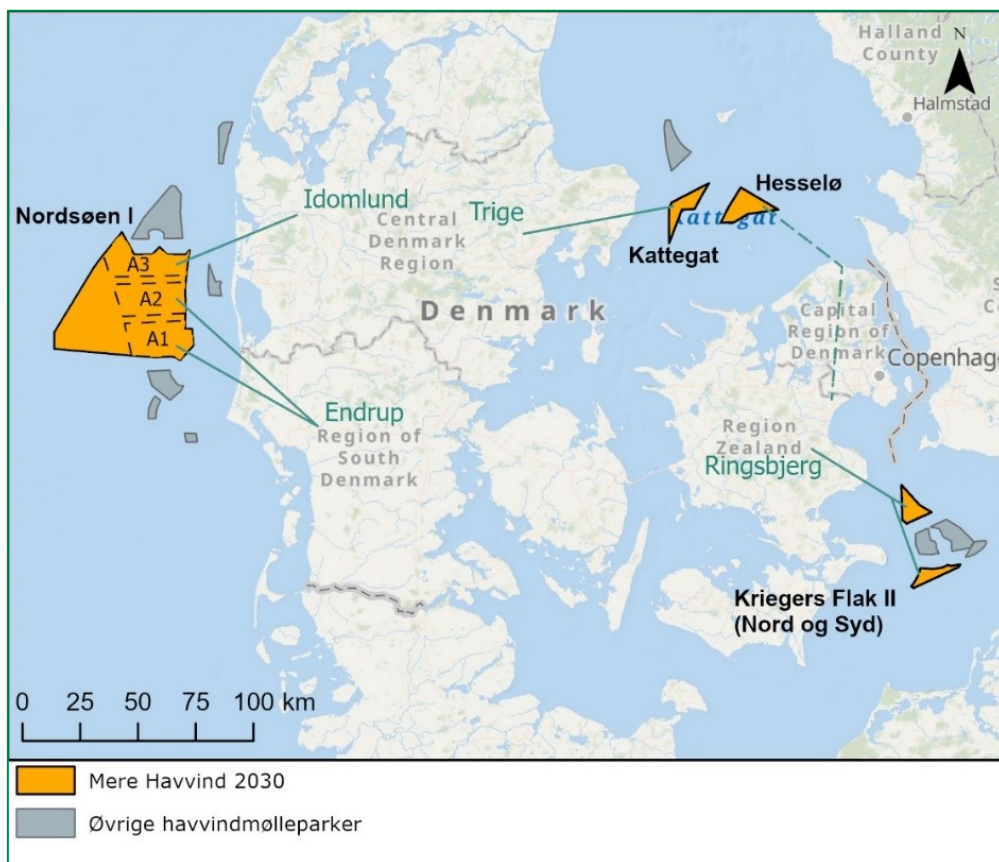 Halland
County
N
Halmstad
Nordsøen I
Idomlund
Trige
Hesselø
Kattegat
Central
Denmark
Region
Kattegat
A3
A2
A1
Denmark
Capital
Region of
Denmark
Copenhage
Endrup
Region of
South
Denmark
Region
Zealand
Ringsbjerg
Kriegers Flak II
(Nord og Syd)
0 25 50 75 100 km
Mere Havvind 2030
Øvrige havvindmølleparker